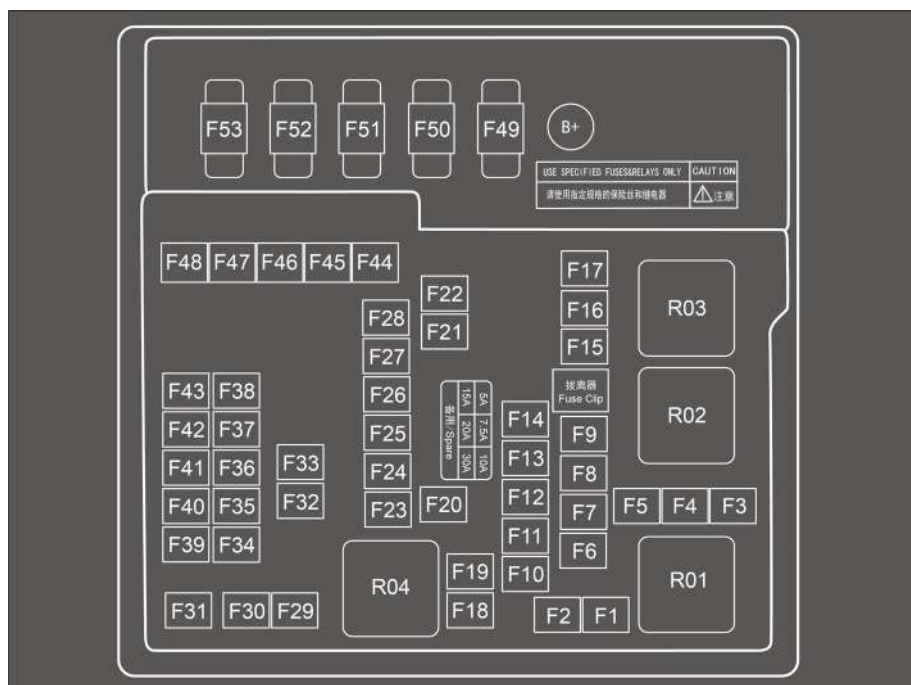 F53 F52 F51 F50 F49 B+
USE SPECIFIED FUSES&RELAYS ONLY CAUTION
请使用指定规格的保险丝和继电器 注意
F48 F47 F46 F45 F44
F17
F16
F15
R03
F22
F21
F28
F27
F26
F25
F24
F23
拔离器
Fuse Clip
R02
F43 F38
F42 F37
F41 F36
F40 F35
F39 F34
F33
F32
5A 7.5A 10A
15A 20A 30A
备用/Spare
F14
F13
F12
F11
F10
F9
F8
F7
F6
F5 F4 F3
F20
R04
F19
F18
R01
F31 F30 F29
F2 F1